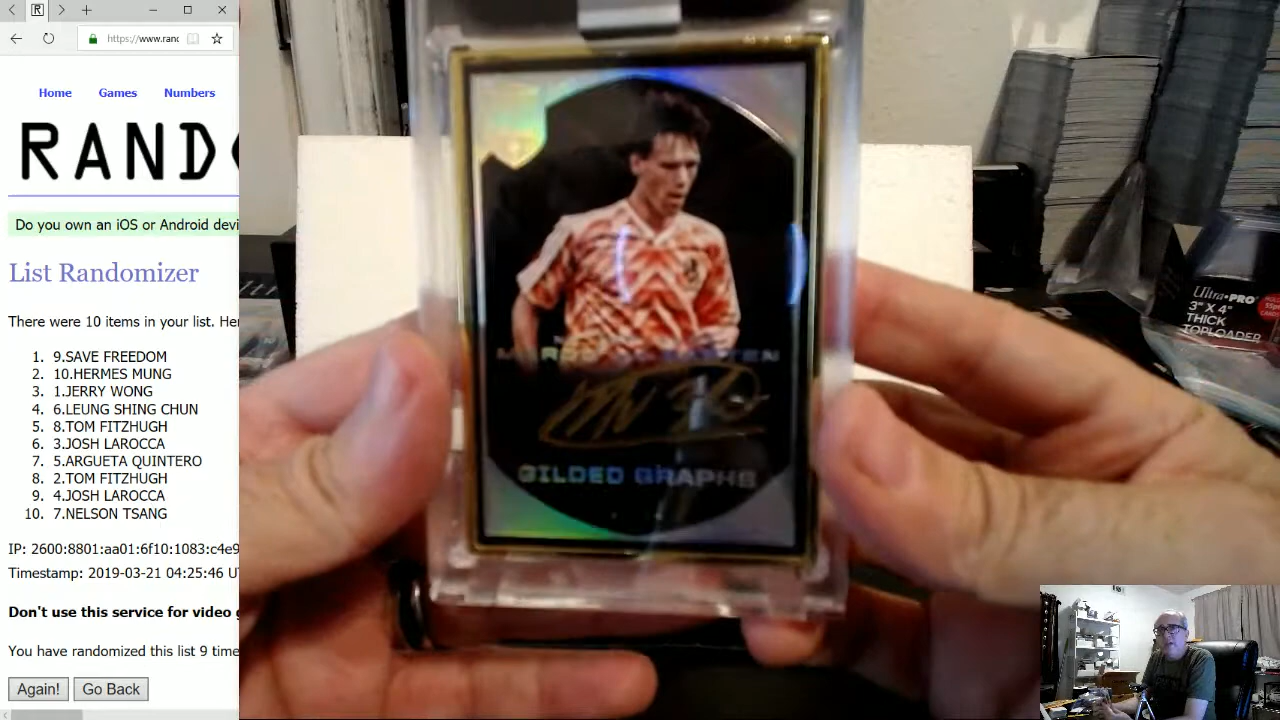 https://www.rand
Home Games Numbers
RANDO
Do you own an iOS or Android devi
List Randomizer
There were 10 items in your list. Her
1. 9.SAVE FREEDOM
2. 10.HERMES MUNG
3. 1.JERRY WONG
4. 6.LEUNG SHING CHUN
5. 8.TOM FITZHUGH
6. 3.JOSH LAROCCA
7. 5.ARGUETA QUINTERO
8. 2.TOM FITZHUGH
9. 4.JOSH LAROCCA
10. 7.NELSON TSANG
IP: 2600:8801:aa01:6f10:1083:c4e9
Timestamp: 2019-03-21 04:25:46 U
Don't use this service for video g
You have randomized this list 9 time
Again! Go Back
GILDED GRAPHS
Ultra·PRO
3" X 4"
THICK
TOPLOADER